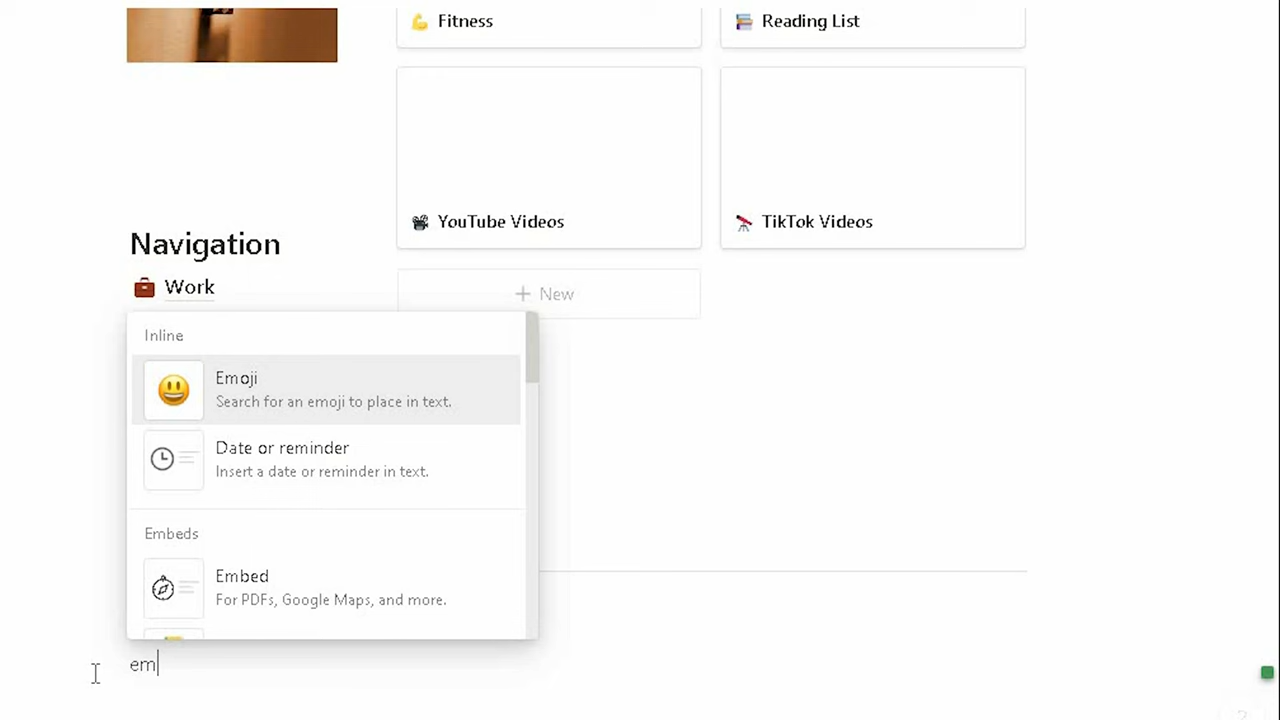 Fitness
Reading List
YouTube Videos
TikTok Videos
Navigation
Work
+ New
Inline
Emoji
Search for an emoji to place in text.
Date or reminder
Insert a date or reminder in text.
Embeds
Embed
For PDFs, Google Maps, and more.
em